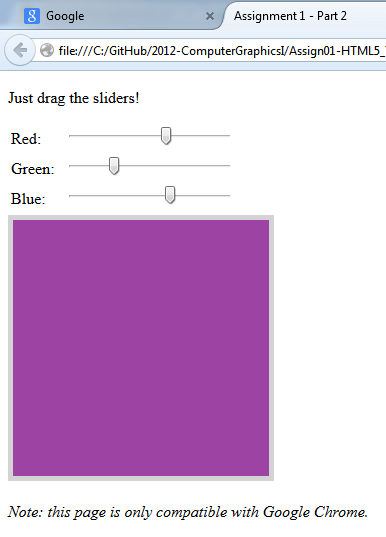 Google
Assignment 1 - Part 2
file:///C:/GitHub/2012-ComputerGraphicsI/Assign01-HTML5_
Just drag the sliders!
Red:
Green:
Blue:
Note: this page is only compatible with Google Chrome.